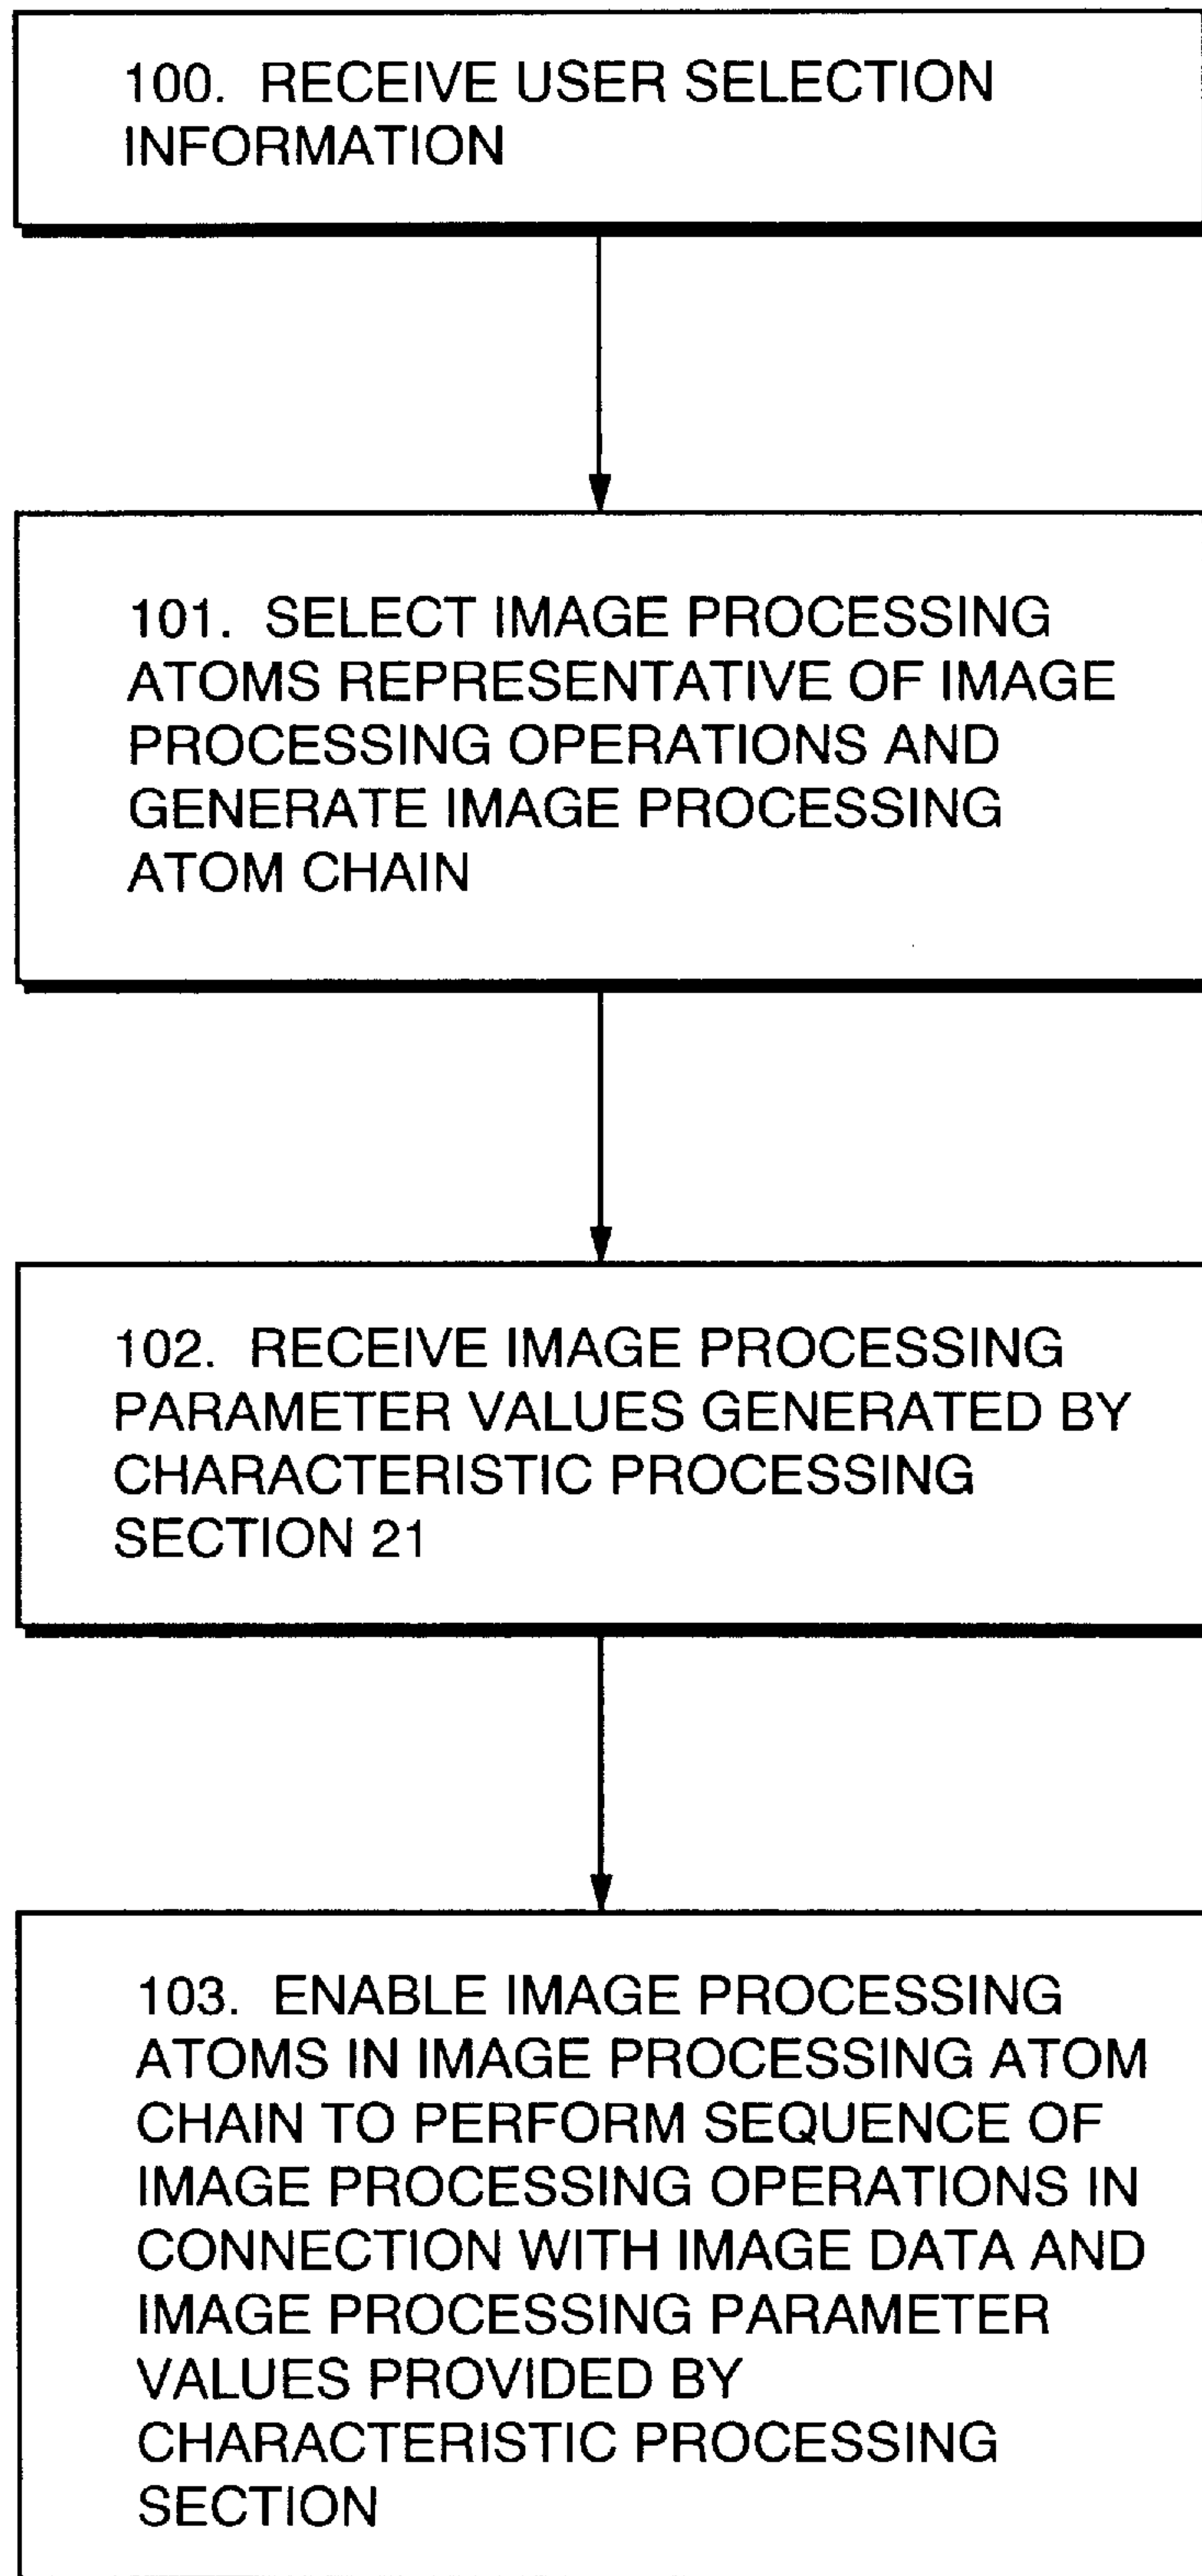 100. RECEIVE USER SELECTION
INFORMATION
101. SELECT IMAGE PROCESSING
ATOMS REPRESENTATIVE OF IMAGE
PROCESSING OPERATIONS AND
GENERATE IMAGE PROCESSING
ATOM CHAIN
102. RECEIVE IMAGE PROCESSING
PARAMETER VALUES GENERATED BY
CHARACTERISTIC PROCESSING
SECTION 21
103. ENABLE IMAGE PROCESSING
ATOMS IN IMAGE PROCESSING ATOM
CHAIN TO PERFORM SEQUENCE OF
IMAGE PROCESSING OPERATIONS IN
CONNECTION WITH IMAGE DATA AND
IMAGE PROCESSING PARAMETER
VALUES PROVIDED BY
CHARACTERISTIC PROCESSING
SECTION